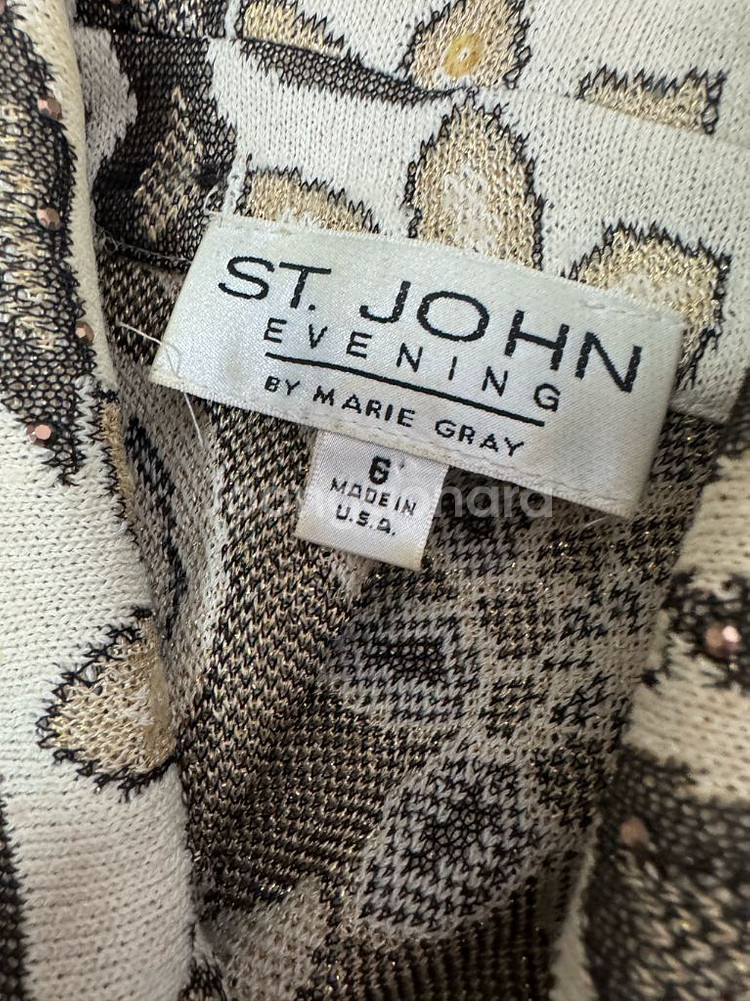 ST. JOHN
EVENING
BY MARIE GRAY
6
MADE IN
U.S.A.